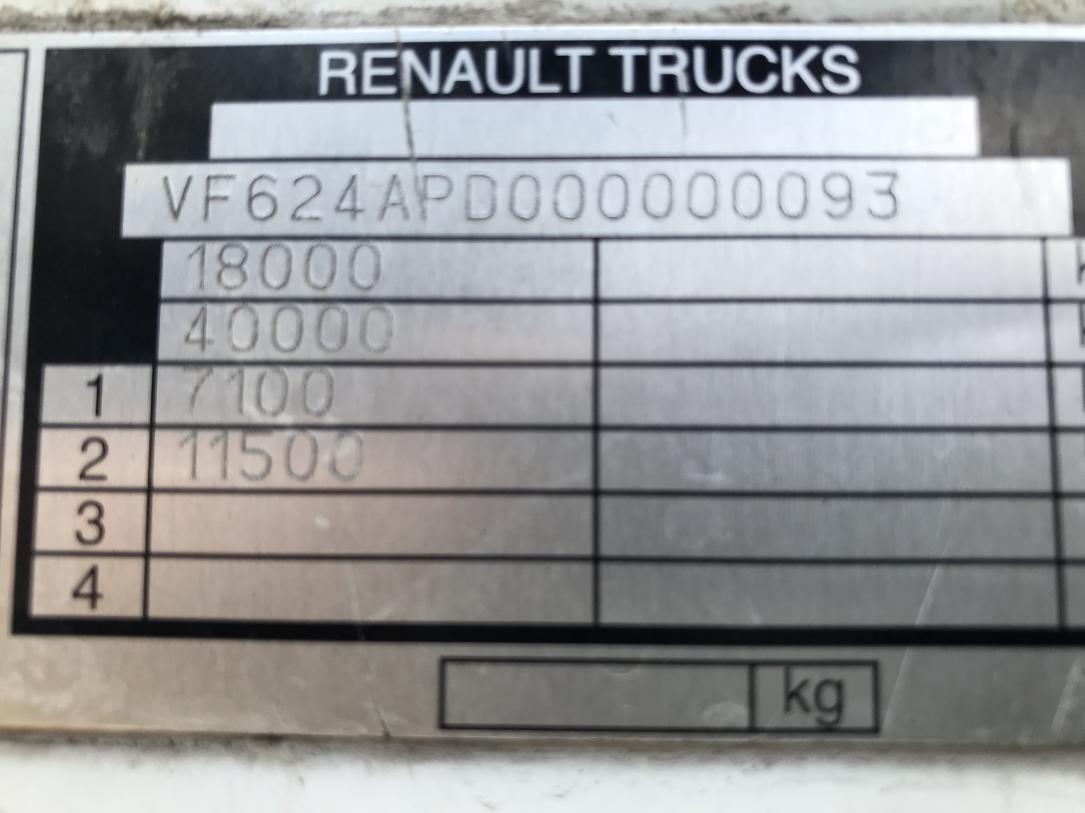 RENAULT TRUCKS
VF624APD000000093
18000
40000
1 7100
2 11500
3
4
kg